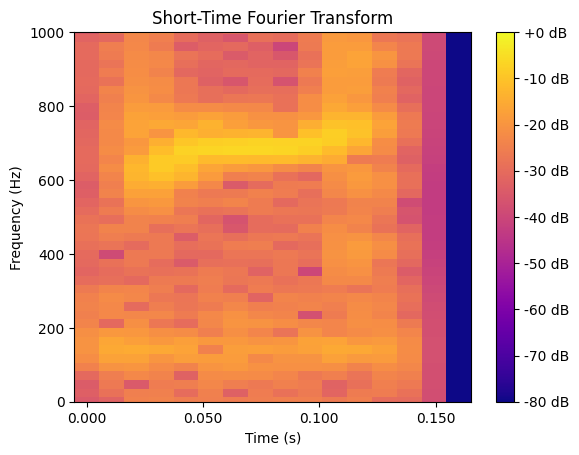 Short-Time Fourier Transform
1000
800
600
400
200
0
Frequency (Hz)
0.000
0.050
0.100
0.150
Time (s)
+0 dB
-10 dB
-20 dB
-30 dB
-40 dB
-50 dB
-60 dB
-70 dB
-80 dB